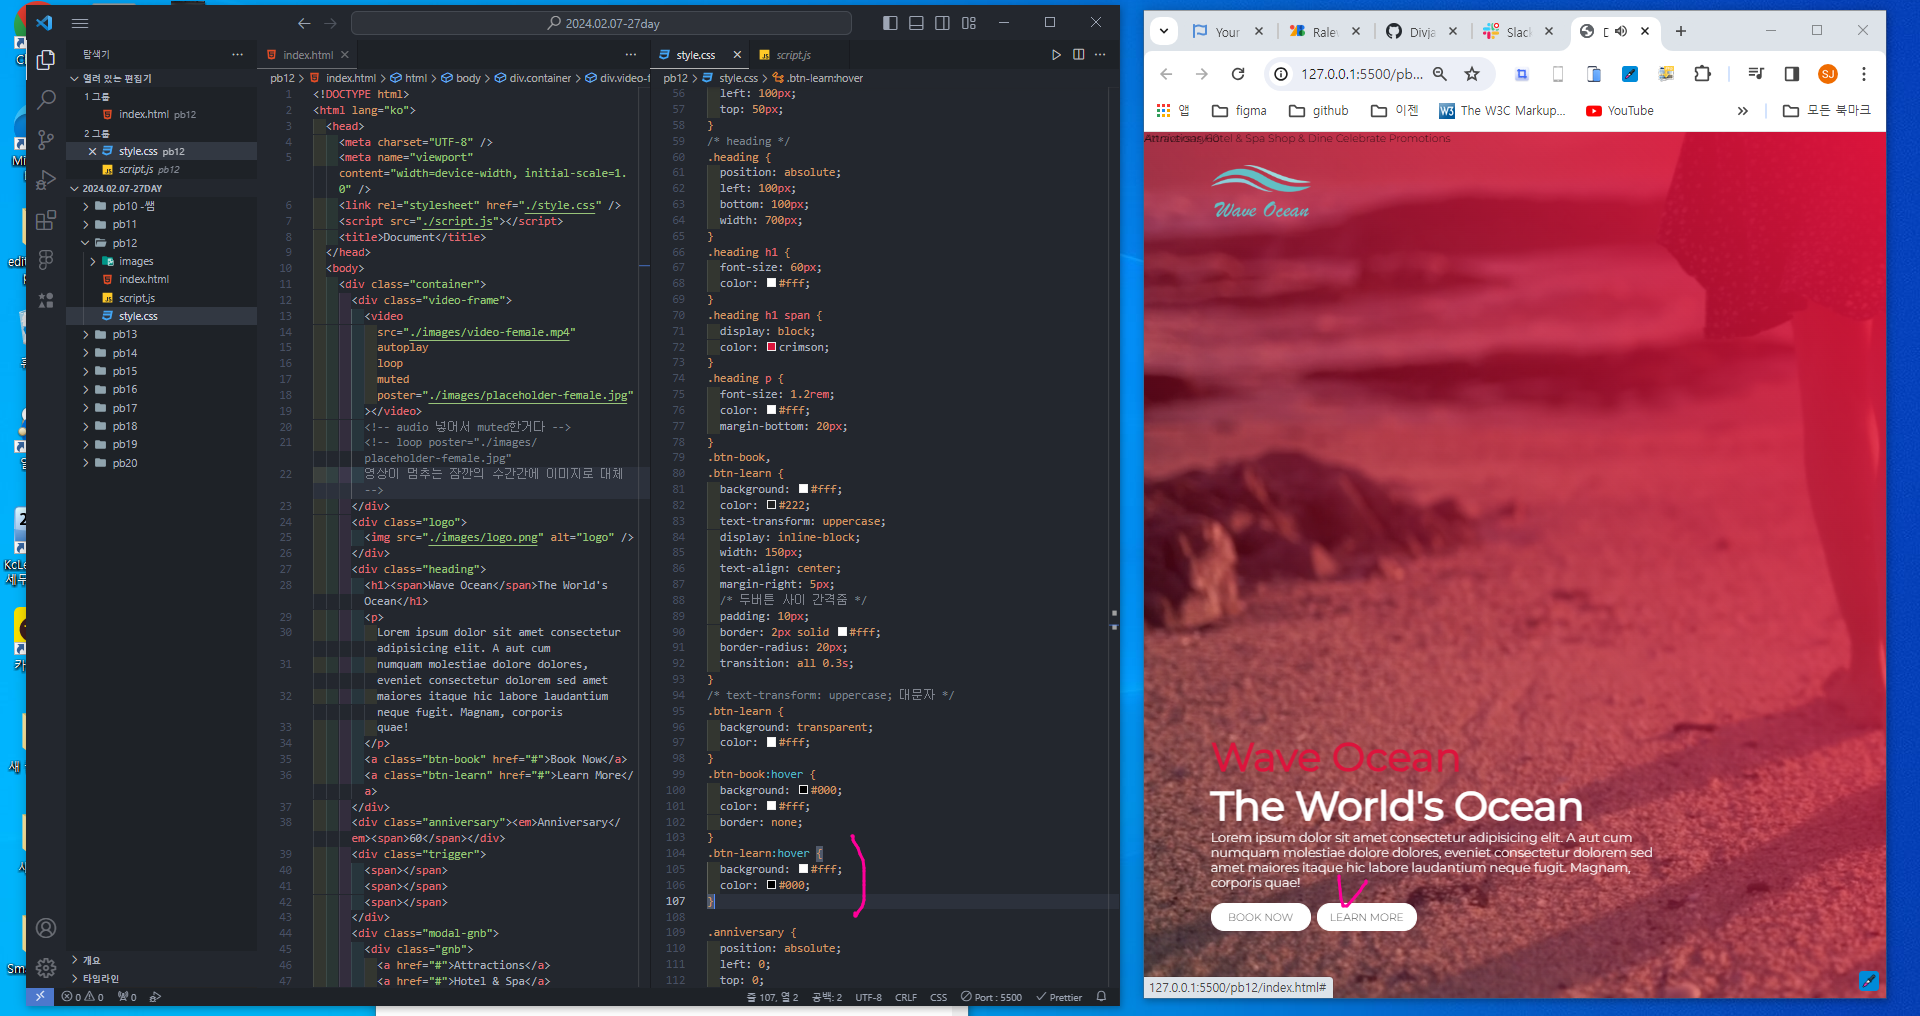 2024.02.07-27day
탐색기
열려 있는 편집기
1 그룹
index.html pb12
2 그룹
style.css pb12
script.js pb12
2024.02.07-27DAY
pb10 -쌤
pb11
pb12
images
index.html
script.js
style.css
pb13
pb14
pb15
pb16
pb17
pb18
pb19
pb20
개요
타임라인
index.html
pb12 > index.html > html > body > div.container > div.video-f
1 <!DOCTYPE html>
2 <html lang="ko">
3 <head>
4 <meta charset="UTF-8" />
5 <meta name="viewport"
content="width=device-width, initial-scale=1.
0" />
6 <link rel="stylesheet" href="./style.css" />
7 <script src="./script.js"></script>
8 <title>Document</title>
9 </head>
10 <body>
11 <div class="container">
12 <div class="video-frame">
13 <video
14 src="./images/video-female.mp4"
15 autoplay
16 loop
17 muted
18 poster="./images/placeholder-female.jpg"
19 ></video>
20 <!-- audio 넣어서 muted한거다 -->
21 <!-- loop poster="./images/
placeholder-female.jpg"
22 영상이 멈추는 잠깐의 수간간에 이미지로 대체
-->
23 </div>
24 <div class="logo">
25 <img src="./images/logo.png" alt="logo" />
26 </div>
27 <div class="heading">
28 <h1><span>Wave Ocean</span>The World's
Ocean</h1>
29 <p>
30 Lorem ipsum dolor sit amet consectetur
adipisicing elit. A aut cum
31 numquam molestiae dolore dolores,
eveniet consectetur dolorem sed amet
32 maiores itaque hic labore laudantium
neque fugit. Magnam, corporis
33 quae!
34 </p>
35 <a class="btn-book" href="#">Book Now</a>
36 <a class="btn-learn" href="#">Learn More</
a>
37 </div>
38 <div class="anniversary"><em>Anniversary</
em><span>60</span></div>
39 <div class="trigger">
40 <span></span>
41 <span></span>
42 <span></span>
43 </div>
44 <div class="modal-gnb">
45 <div class="gnb">
46 <a href="#">Attractions</a>
47 <a href="#">Hotel & Spa</a>
style.css
script.js
pb12 > style.css > .btn-learn:hover
56 left: 100px;
57 top: 50px;
58 }
59 /* heading */
60 .heading {
61 position: absolute;
62 left: 100px;
63 bottom: 100px;
64 width: 700px;
65 }
66 .heading h1 {
67 font-size: 60px;
68 color: #fff;
69 }
70 .heading h1 span {
71 display: block;
72 color: crimson;
73 }
74 .heading p {
75 font-size: 1.2rem;
76 color: #fff;
77 margin-bottom: 20px;
78 }
79 .btn-book,
80 .btn-learn {
81 background: #fff;
82 color: #222;
83 text-transform: uppercase;
84 display: inline-block;
85 width: 150px;
86 text-align: center;
87 margin-right: 5px;
88 /* 두버튼 사이 간격줌 */
89 padding: 10px;
90 border: 2px solid #fff;
91 border-radius: 20px;
92 transition: all 0.3s;
93 }
94 /* text-transform: uppercase; 대문자 */
95 .btn-learn {
96 background: transparent;
97 color: #fff;
98 }
99 .btn-book:hover {
100 background: #000;
101 color: #fff;
102 border: none;
103 }
104 .btn-learn:hover {
105 background: #fff;
106 color: #000;
107 }
108
109 .anniversary {
110 position: absolute;
111 left: 0;
112 top: 0;
0 0 0 줄 107, 열 2 공백: 2 UTF-8 CRLF CSS Port : 5500 Prettier
Your Ralev Divja Slack
127.0.0.1:5500/pb... SJ
앱 figma github 이젠 The W3C Markup... YouTube » 모든 북마크
Hotel & Spa Shop & Dine Celebrate Promotions
Wave Ocean
Wave Ocean
The World's Ocean
Lorem ipsum dolor sit amet consectetur adipisicing elit. A aut cum
numquam molestiae dolore dolores, eveniet consectetur dolorem sed
amet maiores itaque hic labore laudantium neque fugit. Magnam,
corporis quae!
BOOK NOW LEARN MORE
127.0.0.1:5500/pb12/index.html#